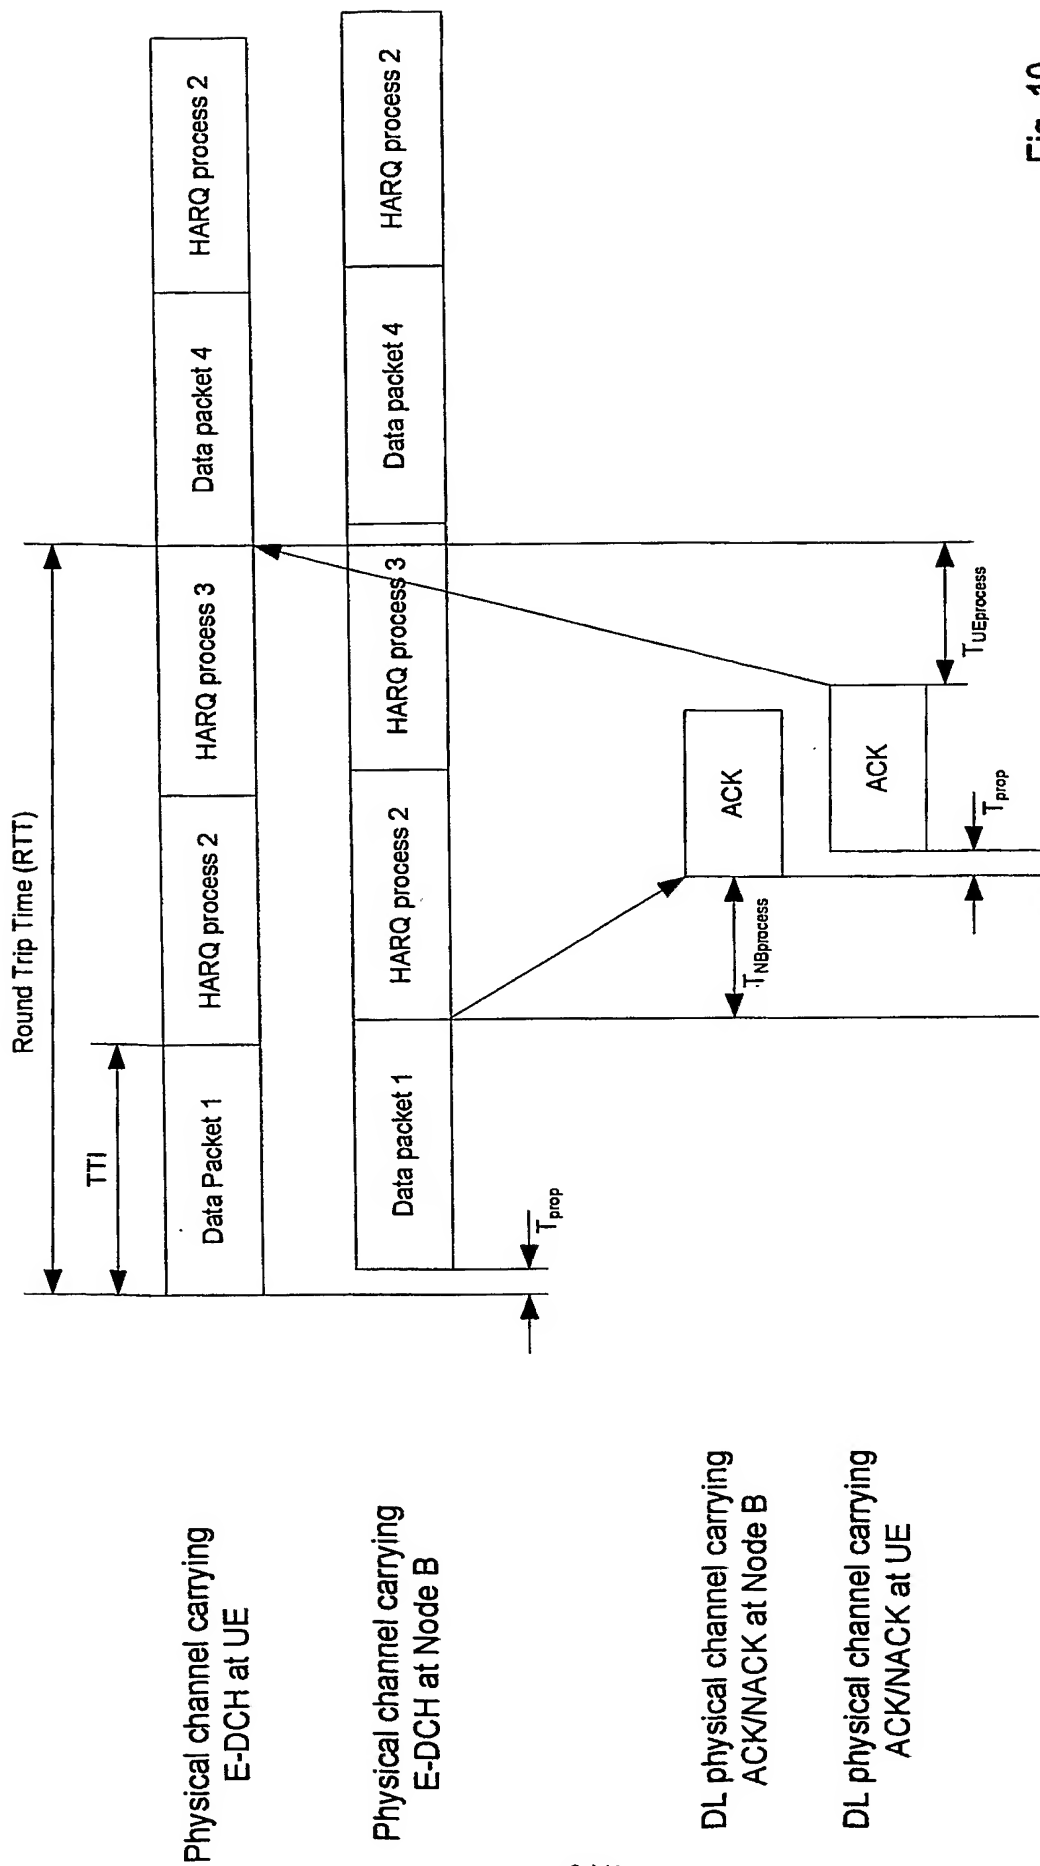 Round Trip Time (RTT)
TTI
Physical channel carrying
E-DCH at UE
Data Packet 1
HARQ process 2
HARQ process 3
Data packet 4
HARQ process 2
Physical channel carrying
E-DCH at Node B
Data packet 1
HARQ process 2
HARQ process 3
Data packet 4
HARQ process 2
Tprop
DL physical channel carrying
ACK/NACK at Node B
ACK
TNBprocess
DL physical channel carrying
ACK/NACK at UE
ACK
TUEprocess
Tprop